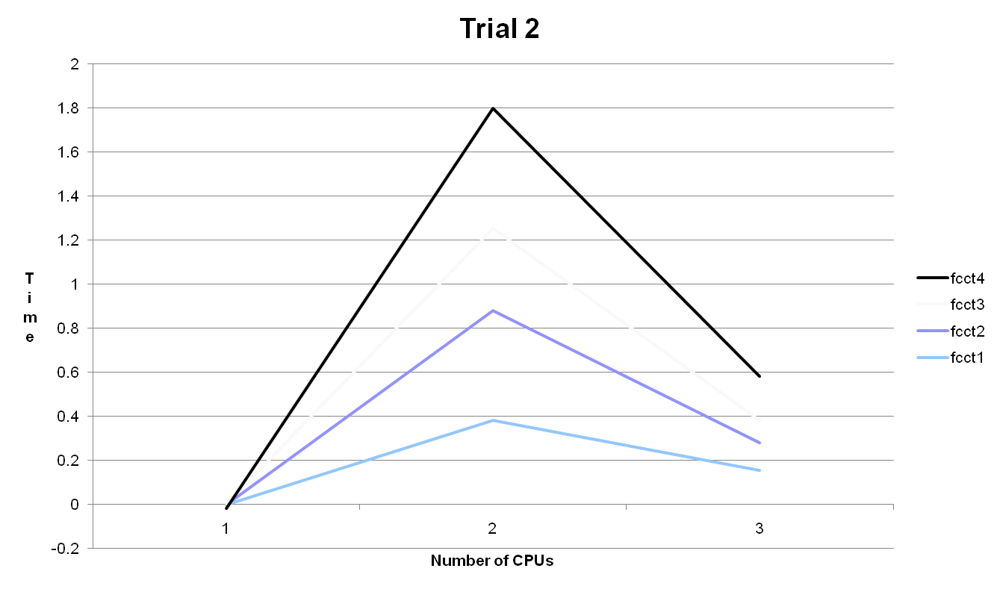 Trial 2
2
1.8
1.6
1.4
1.2
1
0.8
0.6
0.4
0.2
0
-0.2
T
i
m
e
1 2 3
Number of CPUs
fcct4
fcct3
fcct2
fcct1